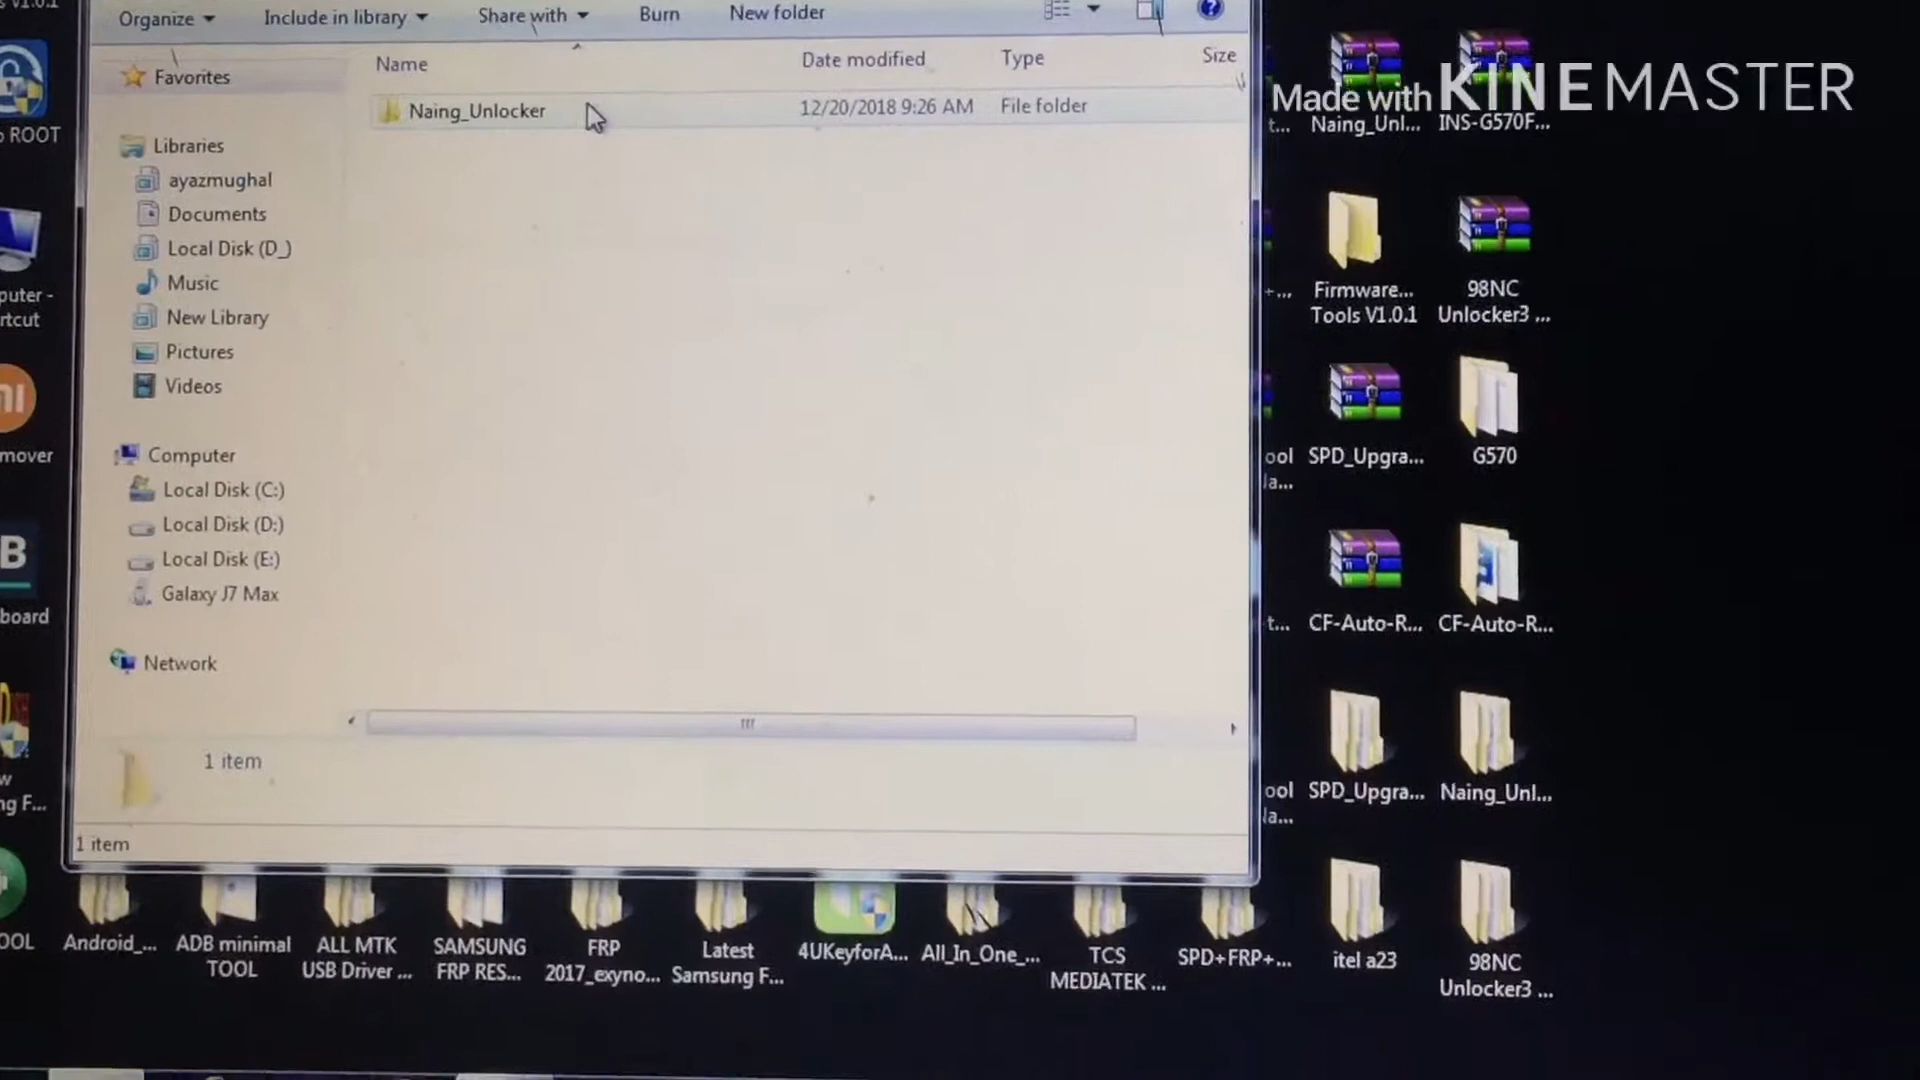 Organize
Include in library
Share with
Burn
New folder
Favorites
Libraries
ayazmughal
Documents
Local Disk (D_)
Music
New Library
Pictures
Videos
Computer
Local Disk (C:)
Local Disk (D:)
Local Disk (E:)
Galaxy J7 Max
Network
Name
Date modified
Type
Size
Naing_Unlocker
12/20/2018 9:26 AM
File folder
1 item
1 item
Made with KINEMASTER
ROOT
Naing_Unl...
INS-G570F...
Firmware...
Tools V1.0.1
98NC
Unlocker3 ...
SPD_Upgra...
G570
CF-Auto-R...
CF-Auto-R...
SPD_Upgra...
Naing_Unl...
itel a23
98NC
Unlocker3 ...
Android_...
ADB minimal
TOOL
ALL MTK
USB Driver ...
SAMSUNG
FRP RES...
FRP
2017_exyno...
Latest
Samsung F...
4UKeyforA...
All_In_One_...
TCS
MEDIATEK ...
SPD+FRP+...